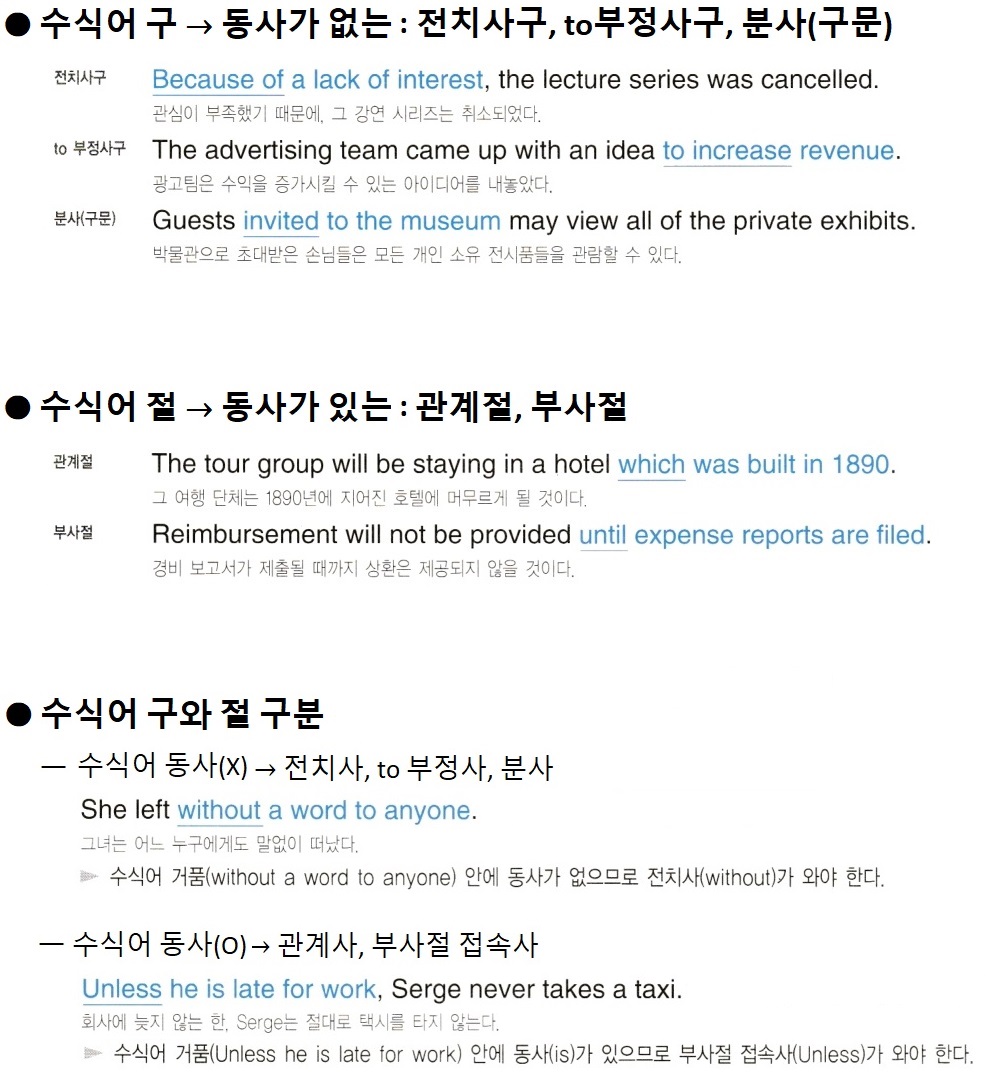 ● 수식어 구 → 동사가 없는 : 전치사구, to부정사구, 분사(구문)
전치사구 Because of a lack of interest, the lecture series was cancelled.
관심이 부족했기 때문에, 그 강연 시리즈는 취소되었다.
to 부정사구 The advertising team came up with an idea to increase revenue.
광고팀은 수익을 증가시킬 수 있는 아이디어를 내놓았다.
분사(구문) Guests invited to the museum may view all of the private exhibits.
박물관으로 초대받은 손님들은 모든 개인 소유 전시품들을 관람할 수 있다.
● 수식어 절 → 동사가 있는 : 관계절, 부사절
관계절 The tour group will be staying in a hotel which was built in 1890.
그 여행 단체는 1890년에 지어진 호텔에 머무르게 될 것이다.
부사절 Reimbursement will not be provided until expense reports are filed.
경비 보고서가 제출될 때까지 상환은 제공되지 않을 것이다.
● 수식어 구와 절 구분
— 수식어 동사(X) → 전치사, to 부정사, 분사
She left without a word to anyone.
그녀는 어느 누구에게도 말없이 떠났다.
▶ 수식어 거품(without a word to anyone) 안에 동사가 없으므로 전치사(without)가 와야 한다.
— 수식어 동사(O) → 관계사, 부사절 접속사
Unless he is late for work, Serge never takes a taxi.
회사에 늦지 않는 한, Serge는 절대로 택시를 타지 않는다.
▶ 수식어 거품(Unless he is late for work) 안에 동사(is)가 있으므로 부사절 접속사(Unless)가 와야 한다.